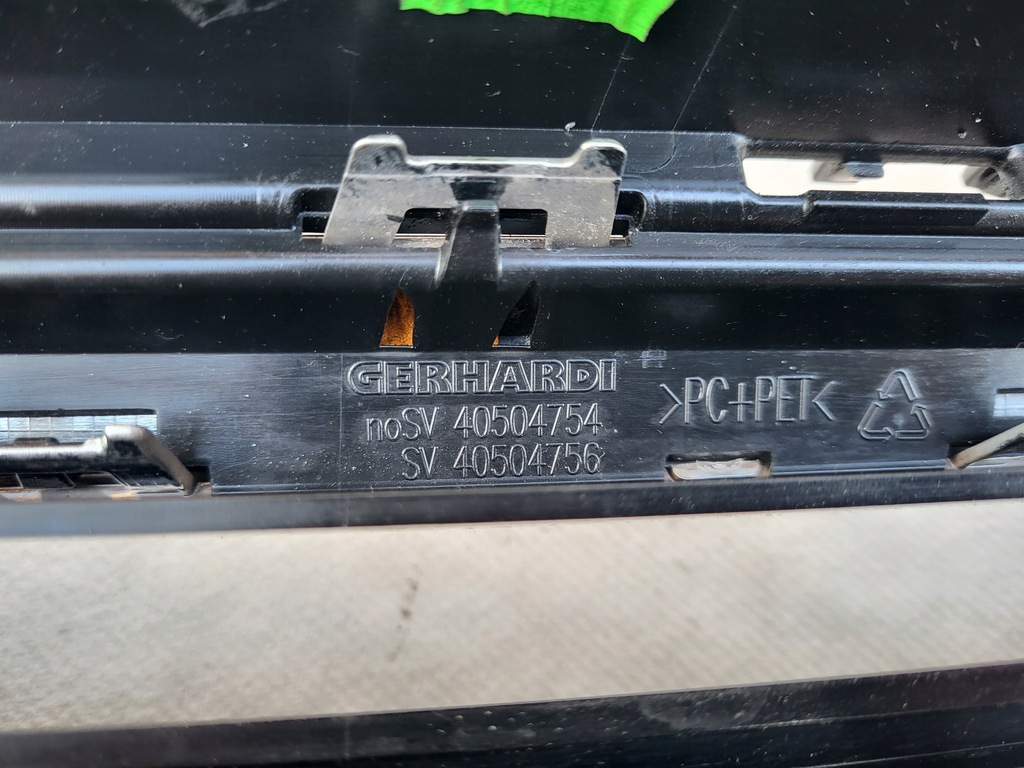 GERHARDI
noSV 40504754
SV 40504756
>PC+PET<